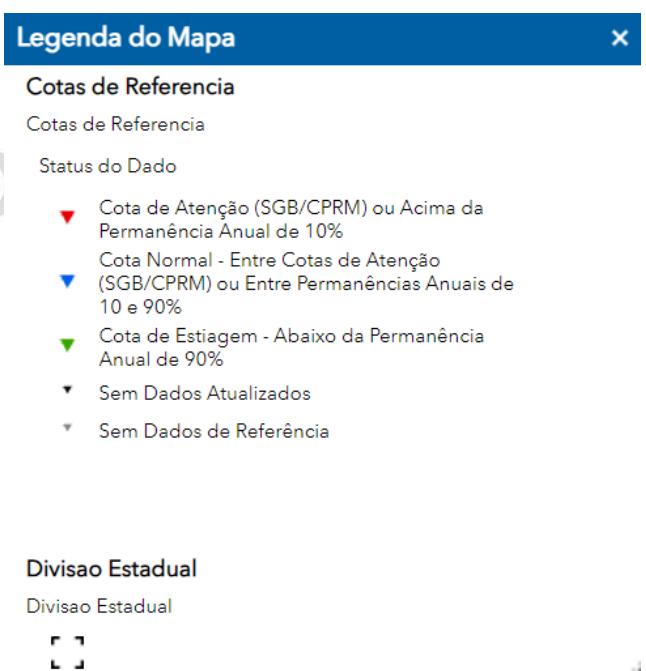 Legenda do Mapa
Cotas de Referencia
Cotas de Referencia
Status do Dado
Cota de Atenção (SGB/CPRM) ou Acima da
Permanência Anual de 10%
Cota Normal - Entre Cotas de Atenção
(SGB/CPRM) ou Entre Permanências Anuais de
10 e 90%
Cota de Estiagem - Abaixo da Permanência
Anual de 90%
Sem Dados Atualizados
Sem Dados de Referência
Divisao Estadual
Divisao Estadual